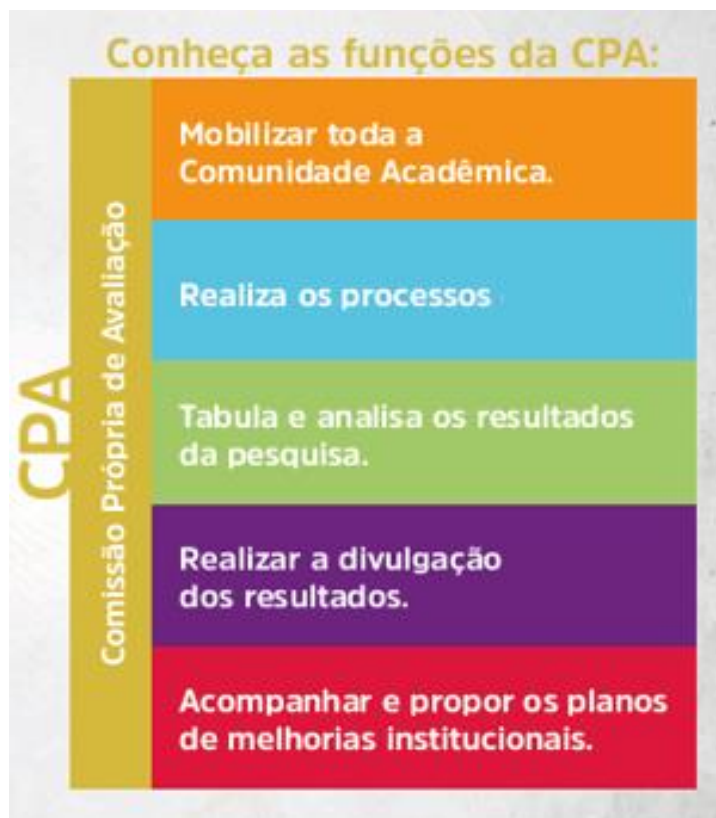 Conheça as funções da CPA:
CPA
Comissão Própria de Avaliação
Mobilizar toda a
Comunidade Acadêmica.
Realiza os processos
Tabula e analisa os resultados
da pesquisa.
Realizar a divulgação
dos resultados.
Acompanhar e propor os planos
de melhorias institucionais.